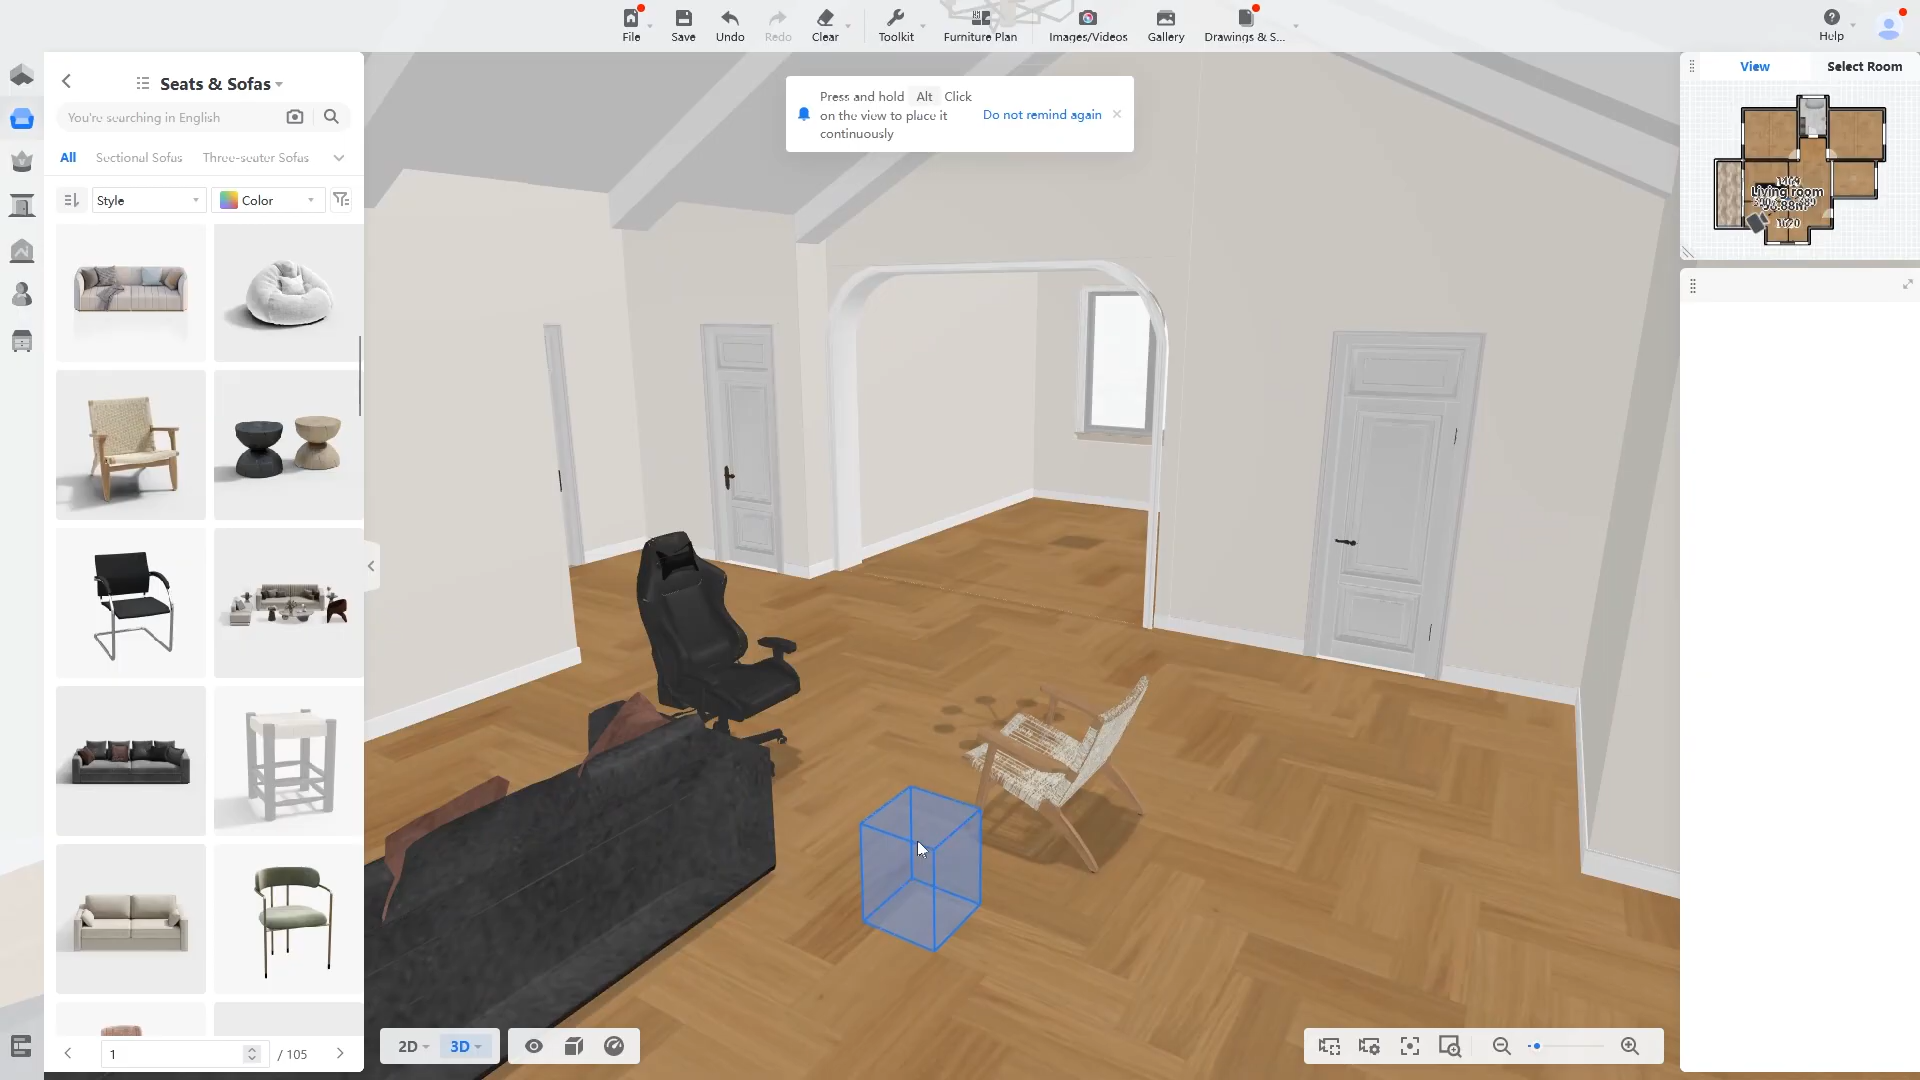 File
Save
Undo
Redo
Clear
Toolkit
Furniture Plan
Images/Videos
Gallery
Drawings & S...
Help
Seats & Sofas
You're searching in English
All
Sectional Sofas
Three-seater Sofas
Style
Color
1
/ 105
Press and hold Alt Click
on the view to place it
continuously
Do not remind again
2D
3D
View
Select Room
Living room